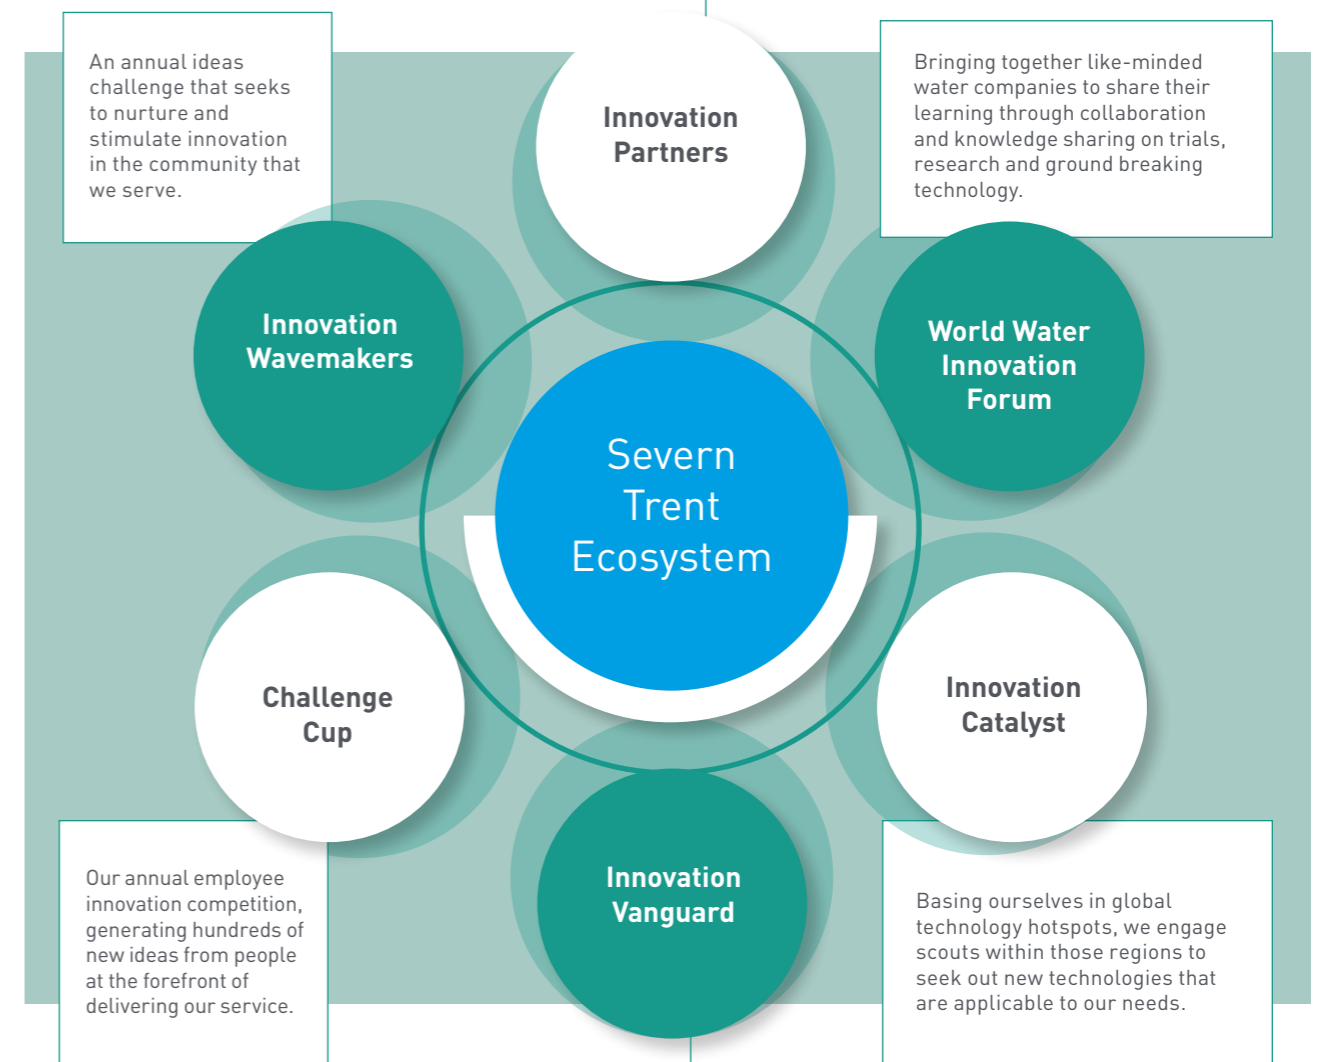 An annual ideas
challenge that seeks
to nurture and
stimulate innovation
in the community that
we serve.
Innovation
Partners
Bringing together like-minded
water companies to share their
learning through collaboration
and knowledge sharing on trials,
research and ground breaking
technology.
Innovation
Wavemakers
World Water
Innovation
Forum
Severn
Trent
Ecosystem
Challenge
Cup
Innovation
Catalyst
Our annual employee
innovation competition,
generating hundreds of
new ideas from people
at the forefront of
delivering our service.
Innovation
Vanguard
Basing ourselves in global
technology hotspots, we engage
scouts within those regions to
seek out new technologies that
are applicable to our needs.